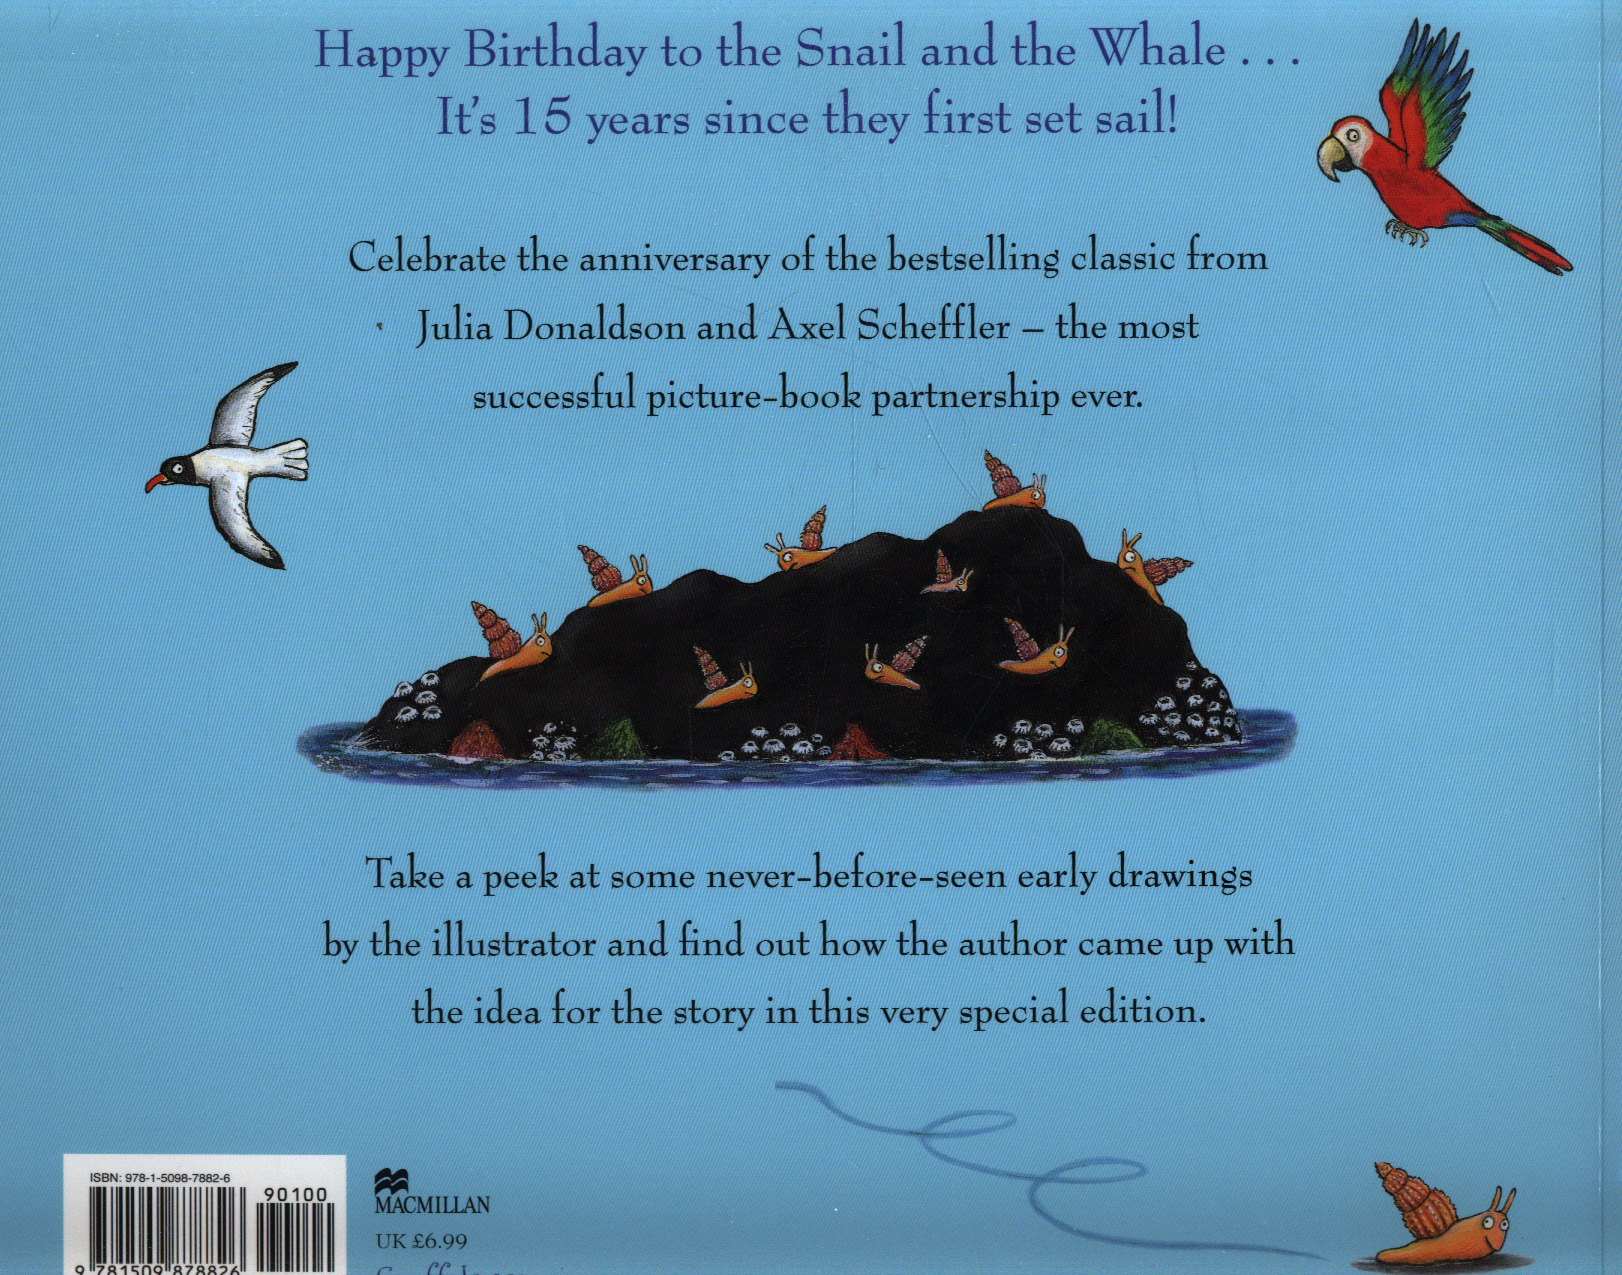 Happy Birthday to the Snail and the Whale . . .
It's 15 years since they first set sail!
Celebrate the anniversary of the bestselling classic from
Julia Donaldson and Axel Scheffler – the most
successful picture-book partnership ever.
Take a peek at some never-before-seen early drawings
by the illustrator and find out how the author came up with
the idea for the story in this very special edition.
ISBN: 978-1-5098-7882-6
90100
9 781509 878826
MACMILLAN
UK £6.99